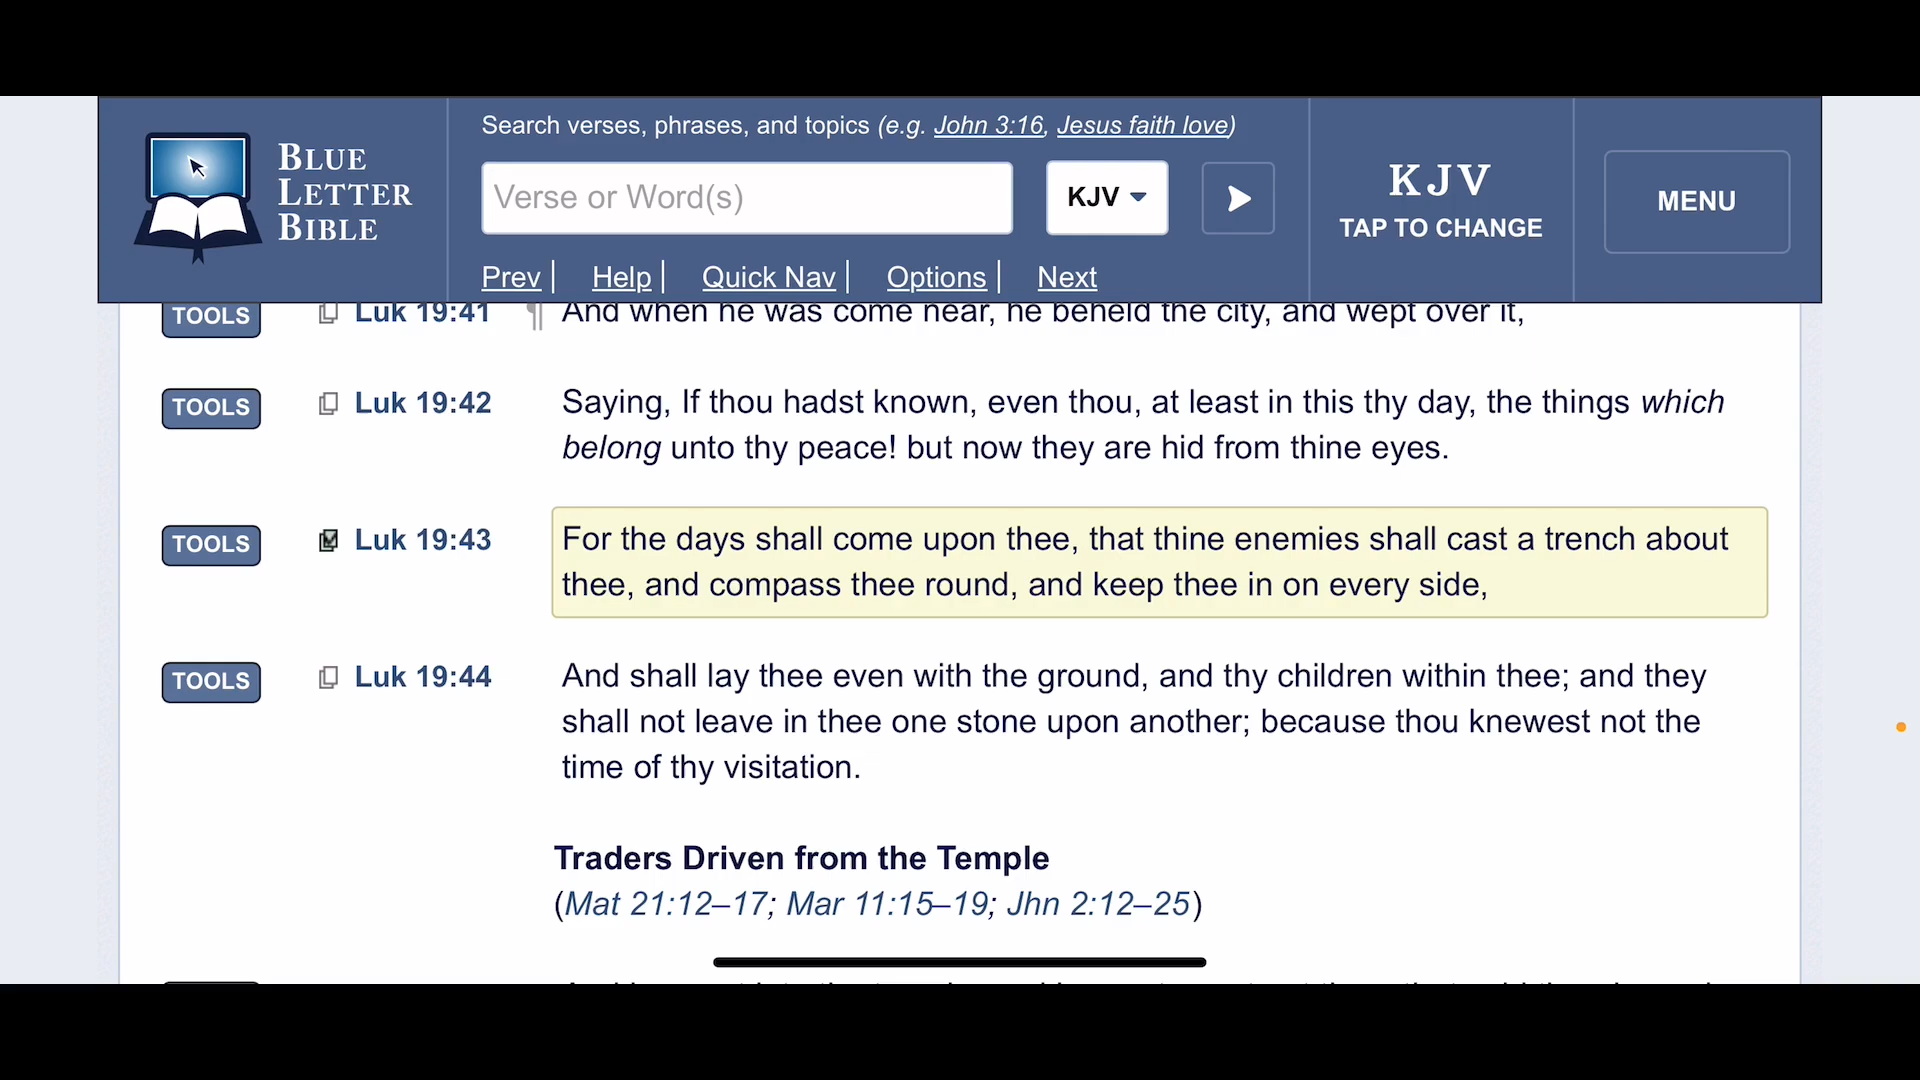 BLUE
LETTER
BIBLE
Search verses, phrases, and topics (e.g. John 3:16, Jesus faith love)
Verse or Word(s)
KJV
KJV
TAP TO CHANGE
MENU
Prev | Help | Quick Nav | Options | Next
TOOLS Luk 19:41 ¶ And when he was come near, he beheld the city, and wept over it,
TOOLS Luk 19:42 Saying, If thou hadst known, even thou, at least in this thy day, the things which
belong unto thy peace! but now they are hid from thine eyes.
TOOLS Luk 19:43 For the days shall come upon thee, that thine enemies shall cast a trench about
thee, and compass thee round, and keep thee in on every side,
TOOLS Luk 19:44 And shall lay thee even with the ground, and thy children within thee; and they
shall not leave in thee one stone upon another; because thou knewest not the
time of thy visitation.
Traders Driven from the Temple
(Mat 21:12–17; Mar 11:15–19; Jhn 2:12–25)